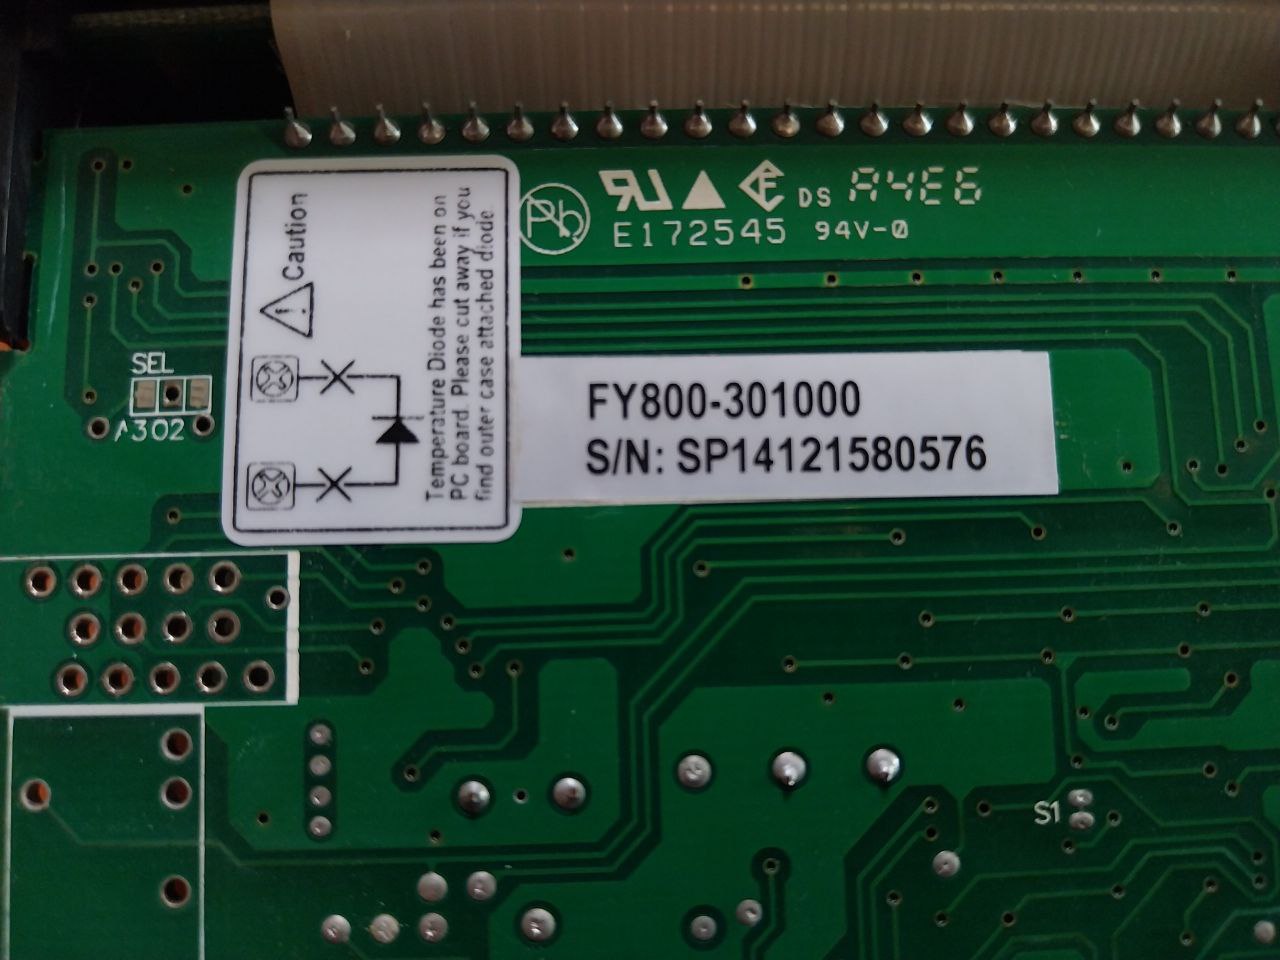 Pb
DS A4E6
E172545 94V-0
Caution
Temperature Diode has been on
PC board. Please cut away if you
find outer case attached diode.
SEL
A302
FY800-301000
S/N: SP14121580576
S1